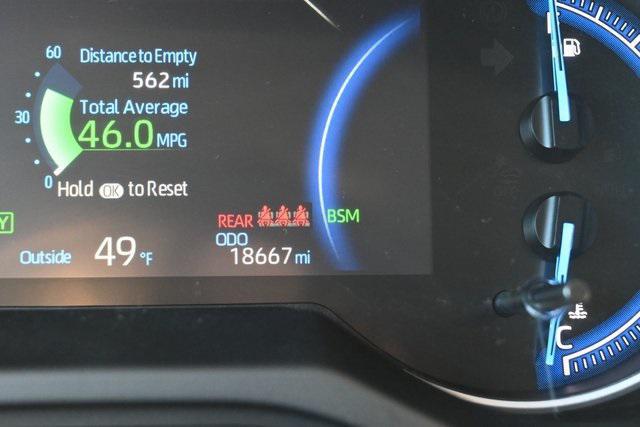 60
Distance to Empty
562 mi
Total Average
30
46.0 MPG
0
Hold OK to Reset
Y
REAR
BSM
ODO
Outside 49 °F
18667 mi
C